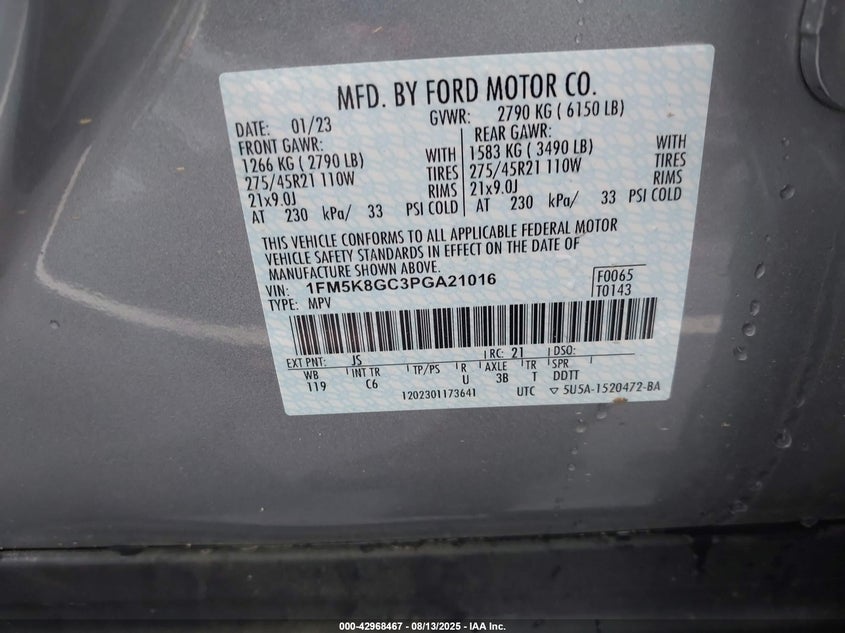 MFD. BY FORD MOTOR CO.
DATE: 01/23 GVWR: 2790 KG ( 6150 LB)
FRONT GAWR: REAR GAWR:
1266 KG ( 2790 LB) WITH 1583 KG ( 3490 LB) WITH
275/45R21 110W TIRES 275/45R21 110W TIRES
21x9.0J RIMS 21x9.0J RIMS
AT 230 kPa/ 33 PSI COLD AT 230 kPa/ 33 PSI COLD
THIS VEHICLE CONFORMS TO ALL APPLICABLE FEDERAL MOTOR
VEHICLE SAFETY STANDARDS IN EFFECT ON THE DATE OF
MANUFACTURE SHOWN ABOVE.
VIN: 1FM5K8GC3PGA21016 F0065
TYPE: MPV T0143
EXT PNT: JS RC: 21 DSO:
WB INT TR TP/PS R AXLE TR SPR
119 C6 U 3B T DDTT
1202301173641 UTC ▽ 5U5A-1520472-BA
000-42968467 - 08/13/2025 - IAA Inc.